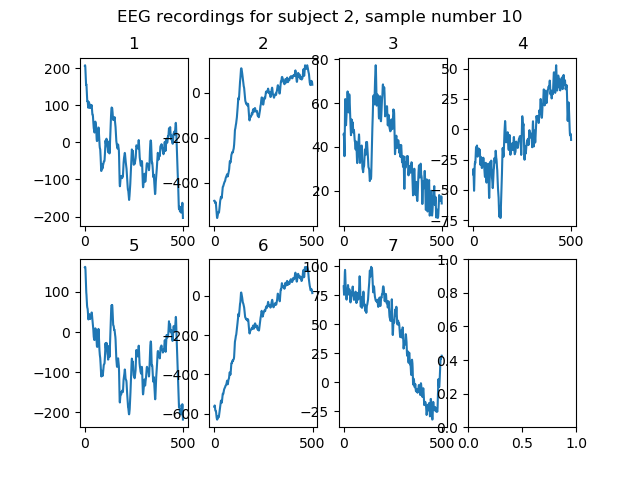 EEG recordings for subject 2, sample number 10
1 2 3 4
200 100 0 −100 −200
0 −200 −400
80 60 40 20
50 25 0 −25 −50 −75
0 500 0 500 0 500 0 500
5 6 7
100 0 −100 −200
0 −200 −400 −600
100 75 50 25 0 −25
1.0 0.8 0.6 0.4 0.2 0.0
0 500 0 500 0 500 0.0 0.5 1.0